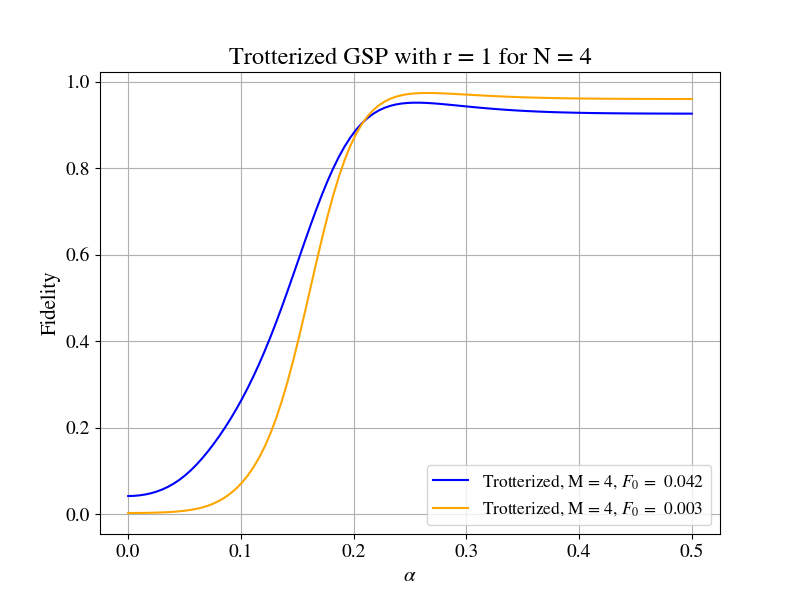 Trotterized GSP with r = 1 for N = 4
Fidelity
1.0
0.8
0.6
0.4
0.2
0.0
0.0 0.1 0.2 0.3 0.4 0.5
α
Trotterized, M = 4, F₀ = 0.042
Trotterized, M = 4, F₀ = 0.003